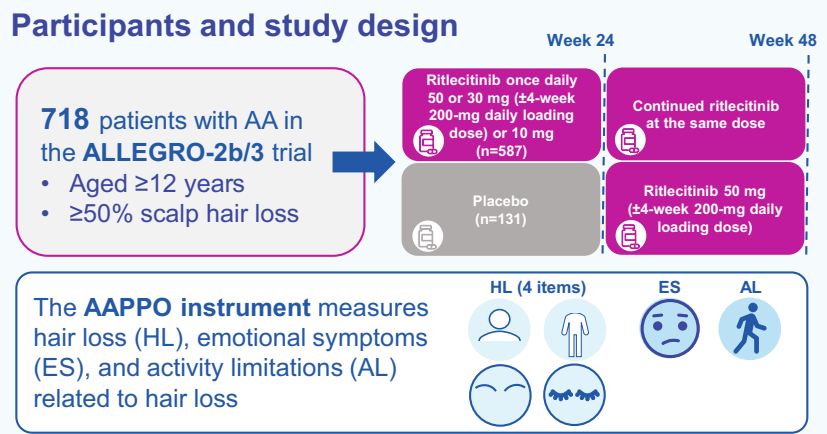 Participants and study design
Week 24
Week 48
718 patients with AA in
the ALLEGRO-2b/3 trial
• Aged ≥12 years
• ≥50% scalp hair loss
Ritlecitinib once daily
50 or 30 mg (±4-week
200-mg daily loading
dose) or 10 mg
(n=587)
Continued ritlecitinib
at the same dose
Placebo
(n=131)
Ritlecitinib 50 mg
(±4-week 200-mg daily
loading dose)
The AAPPO instrument measures
hair loss (HL), emotional symptoms
(ES), and activity limitations (AL)
related to hair loss
HL (4 items)
ES
AL